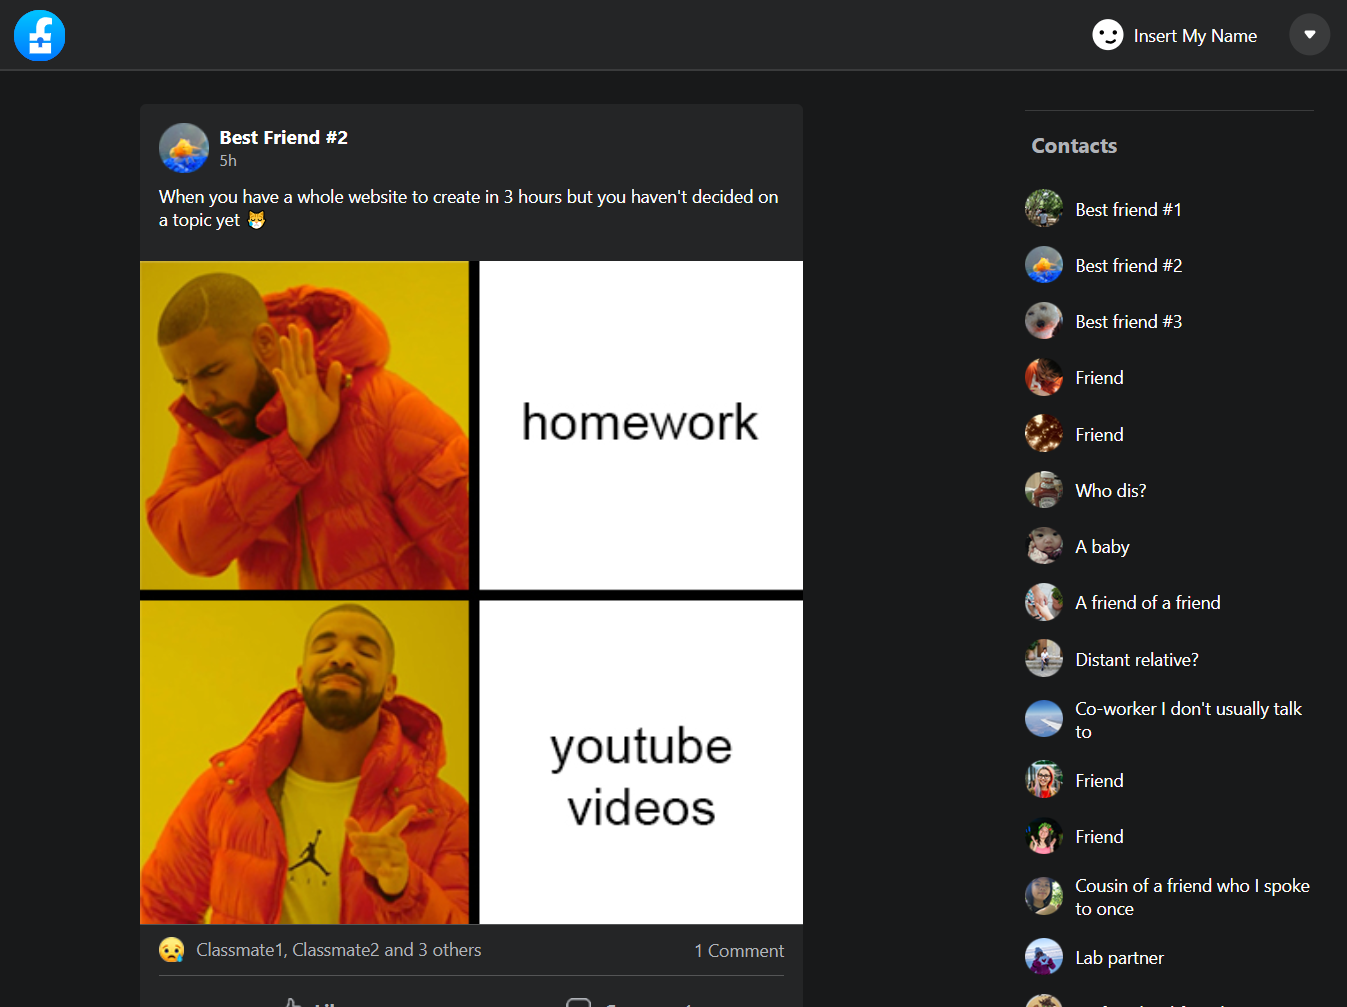 Insert My Name
Best Friend #2
5h
When you have a whole website to create in 3 hours but you haven't decided on
a topic yet 😹
homework
youtube
videos
Classmate1, Classmate2 and 3 others
1 Comment
Contacts
Best friend #1
Best friend #2
Best friend #3
Friend
Friend
Who dis?
A baby
A friend of a friend
Distant relative?
Co-worker I don't usually talk
to
Friend
Friend
Cousin of a friend who I spoke
to once
Lab partner